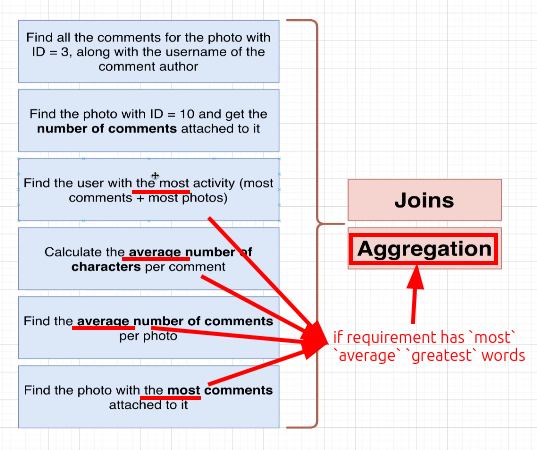 Find all the comments for the photo with
ID = 3, along with the username of the
comment author
Find the photo with ID = 10 and get the
number of comments attached to it
Find the user with the most activity (most
comments + most photos)
Calculate the average number of
characters per comment
Find the average number of comments
per photo
Find the photo with the most comments
attached to it
Joins
Aggregation
if requirement has `most`
`average` `greatest` words